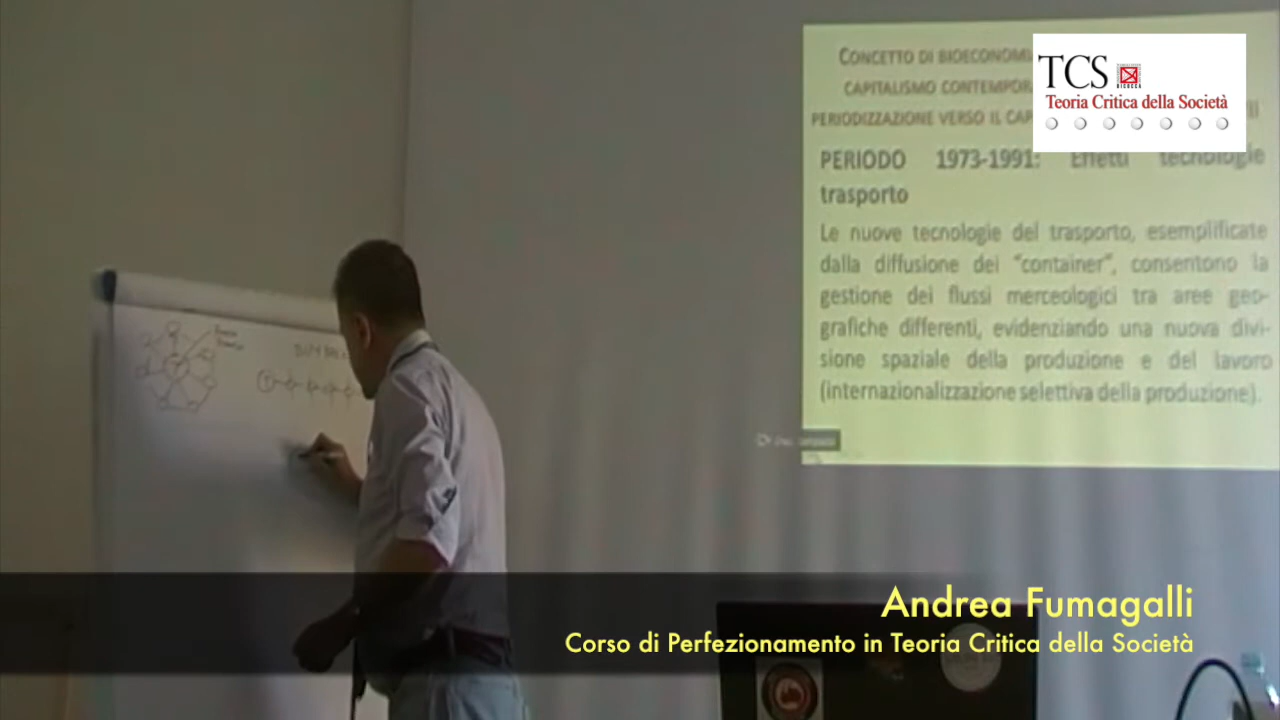 CONCETTO DI BIOECONOMI
CAPITALISMO CONTEMPOR
PERIODIZZAZIONE VERSO IL CAP
TCS
BICOCCA
Teoria Critica della Società
PERIODO 1973-1991: Effetti tecnologie
trasporto
Le nuove tecnologie del trasporto, esemplificate
dalla diffusione dei “container”, consentono la
gestione dei flussi merceologici tra aree geo-
grafiche differenti, evidenziando una nuova divi-
sione spaziale della produzione e del lavoro
(internazionalizzazione selettiva della produzione).
Andrea Fumagalli
Corso di Perfezionamento in Teoria Critica della Società